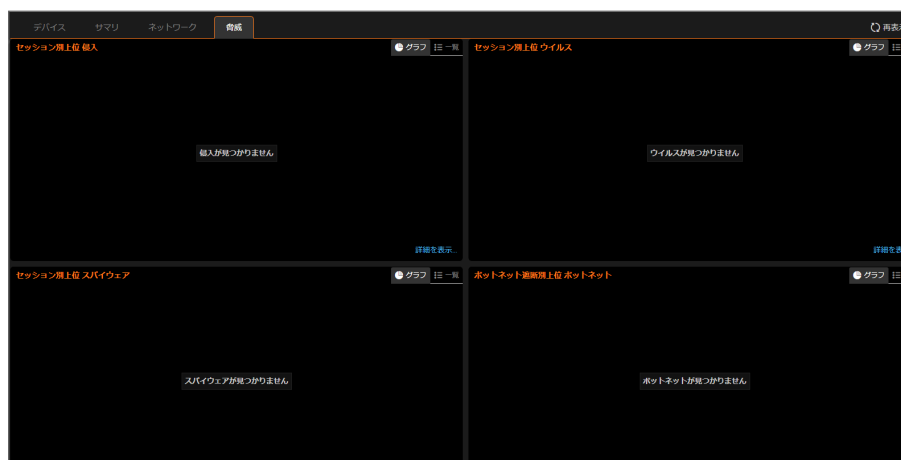 デバイス サマリ ネットワーク 脅威 再表示
セッション別上位 侵入 グラフ 一覧
セッション別上位 ウイルス グラフ
侵入が見つかりません
ウイルスが見つかりません
詳細を表示...
詳細を表
セッション別上位 スパイウェア グラフ 一覧
ボットネット遮断別上位 ボットネット グラフ
スパイウェアが見つかりません
ボットネットが見つかりません